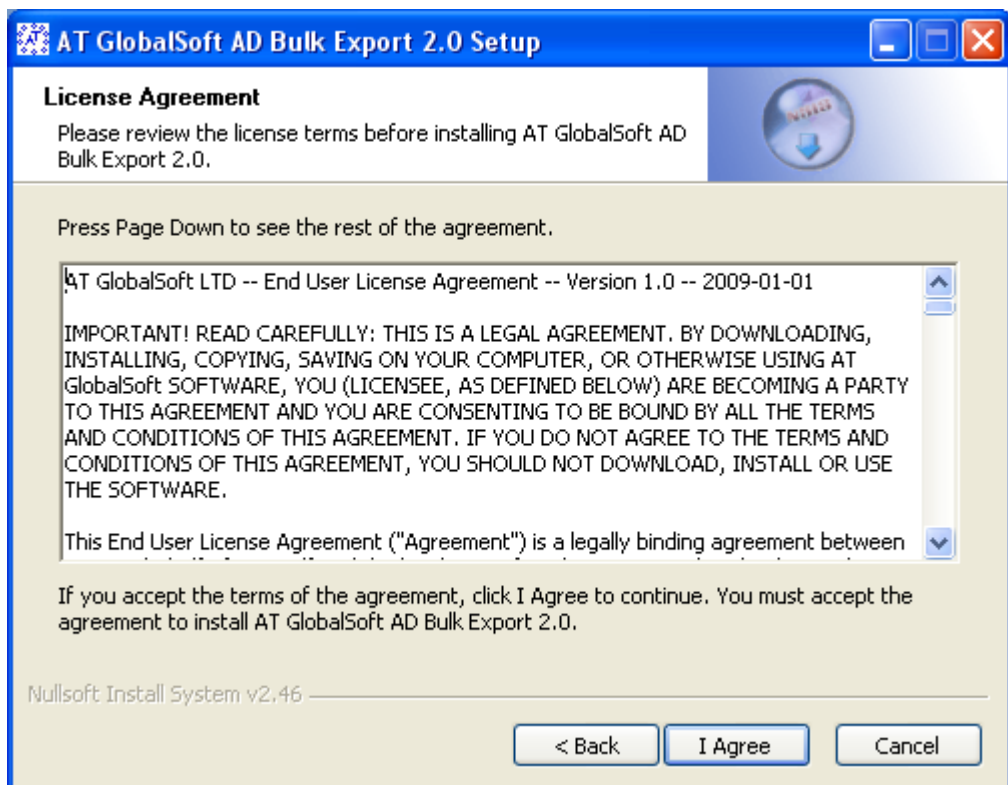 AT GlobalSoft AD Bulk Export 2.0 Setup
License Agreement
Please review the license terms before installing AT GlobalSoft AD
Bulk Export 2.0.
Press Page Down to see the rest of the agreement.
AT GlobalSoft LTD -- End User License Agreement -- Version 1.0 -- 2009-01-01
IMPORTANT! READ CAREFULLY: THIS IS A LEGAL AGREEMENT. BY DOWNLOADING,
INSTALLING, COPYING, SAVING ON YOUR COMPUTER, OR OTHERWISE USING AT
GlobalSoft SOFTWARE, YOU (LICENSEE, AS DEFINED BELOW) ARE BECOMING A PARTY
TO THIS AGREEMENT AND YOU ARE CONSENTING TO BE BOUND BY ALL THE TERMS
AND CONDITIONS OF THIS AGREEMENT. IF YOU DO NOT AGREE TO THE TERMS AND
CONDITIONS OF THIS AGREEMENT, YOU SHOULD NOT DOWNLOAD, INSTALL OR USE
THE SOFTWARE.
This End User License Agreement ("Agreement") is a legally binding agreement between
If you accept the terms of the agreement, click I Agree to continue. You must accept the
agreement to install AT GlobalSoft AD Bulk Export 2.0.
Nullsoft Install System v2.46
< Back
I Agree
Cancel